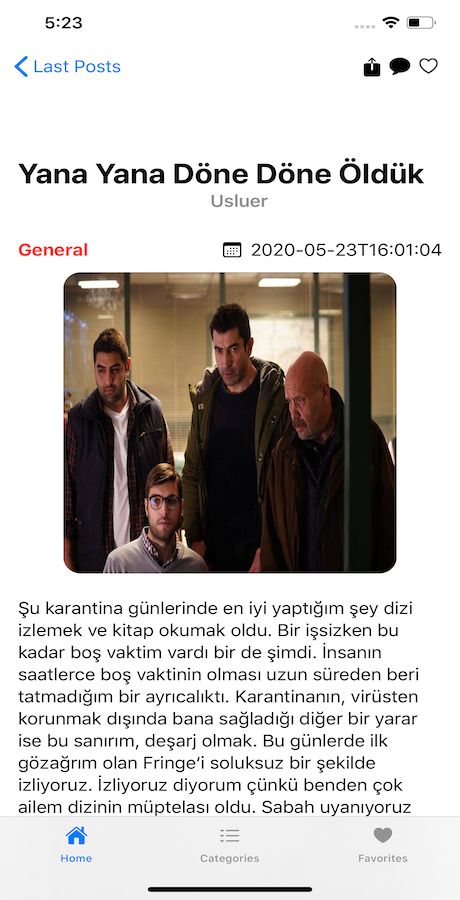 5:23
Last Posts
Yana Yana Döne Döne Öldük
Usluer
General
2020-05-23T16:01:04
Şu karantina günlerinde en iyi yaptığım şey dizi
izlemek ve kitap okumak oldu. Bir işsizken bu
kadar boş vaktim vardı bir de şimdi. İnsanın
saatlerce boş vaktinin olması uzun süreden beri
tatmadığım bir ayrıcalıktı. Karantinanın, virüsten
korunmak dışında bana sağladığı diğer bir yarar
ise bu sanırım, deşarj olmak. Bu günlerde ilk
gözağrım olan Fringe‘i soluksuz bir şekilde
izliyoruz. İzliyoruz diyorum çünkü benden çok
ailem dizinin müptelası oldu. Sabah uyanıyoruz
Home
Categories
Favorites